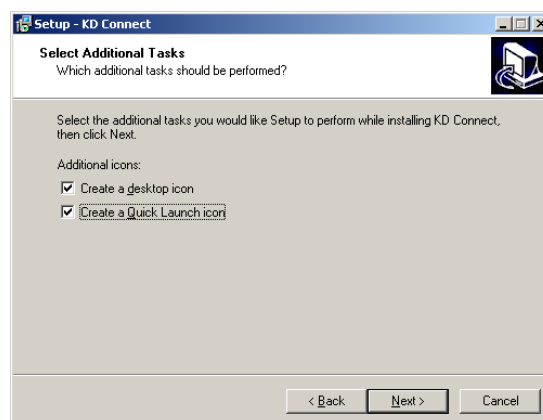 Setup - KD Connect
Select Additional Tasks
Which additional tasks should be performed?
Select the additional tasks you would like Setup to perform while installing KD Connect,
then click Next.
Additional icons:
Create a desktop icon
Create a Quick Launch icon
< Back
Next >
Cancel